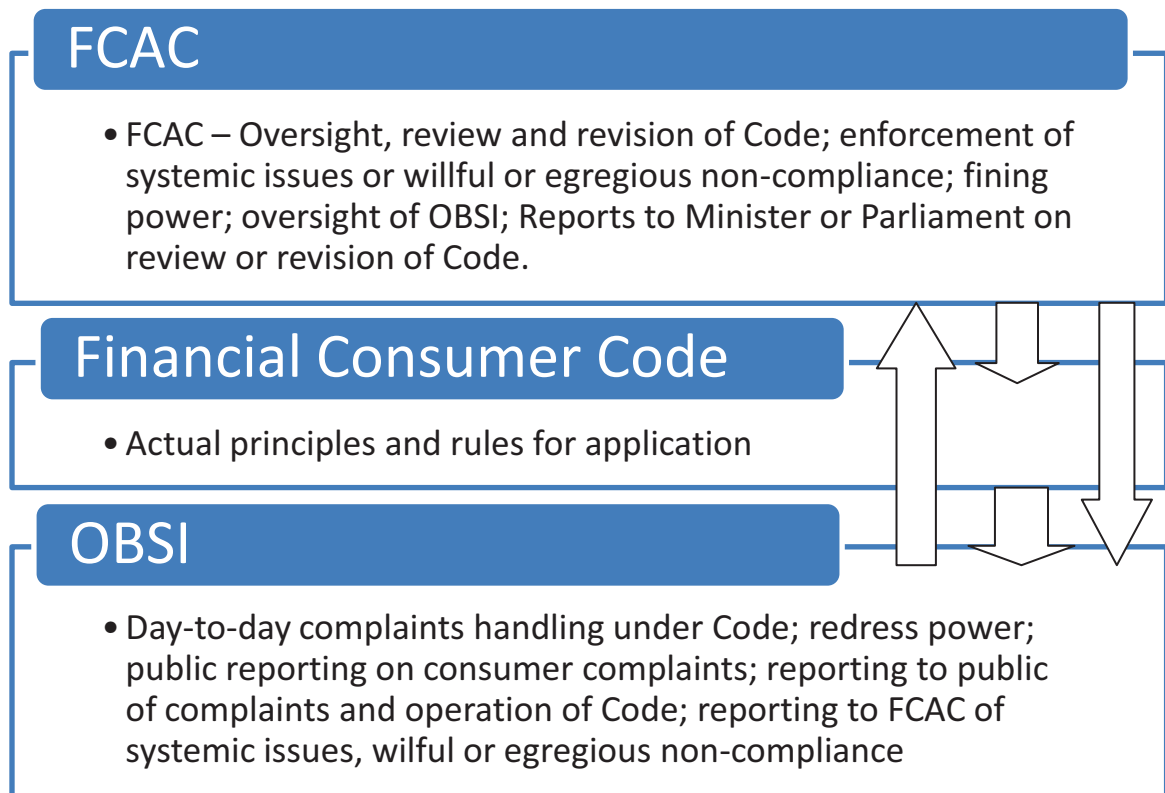 FCAC
• FCAC – Oversight, review and revision of Code; enforcement of
systemic issues or willful or egregious non-compliance; fining
power; oversight of OBSI; Reports to Minister or Parliament on
review or revision of Code.
Financial Consumer Code
• Actual principles and rules for application
OBSI
• Day-to-day complaints handling under Code; redress power;
public reporting on consumer complaints; reporting to public
of complaints and operation of Code; reporting to FCAC of
systemic issues, wilful or egregious non-compliance